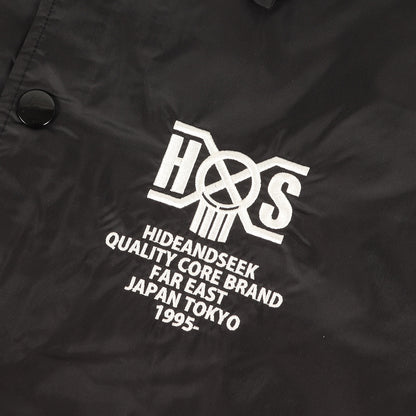 H S
HIDEANDSEEK
QUALITY CORE BRAND
FAR EAST
JAPAN TOKYO
1995-